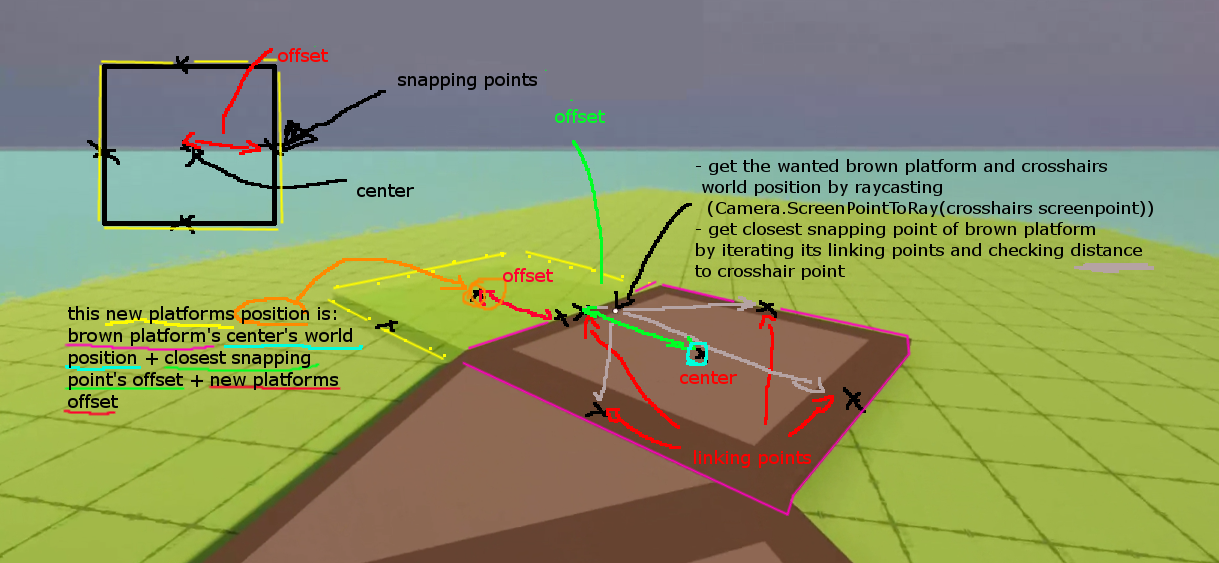 offset
snapping points
center
offset
- get the wanted brown platform and crosshairs
world position by raycasting
(Camera.ScreenPointToRay(crosshairs screenpoint))
- get closest snapping point of brown platform
by iterating its linking points and checking distance
to crosshair point
offset
this new platforms position is:
brown platform's center's world
position + closest snapping
point's offset + new platforms
offset
center
linking points